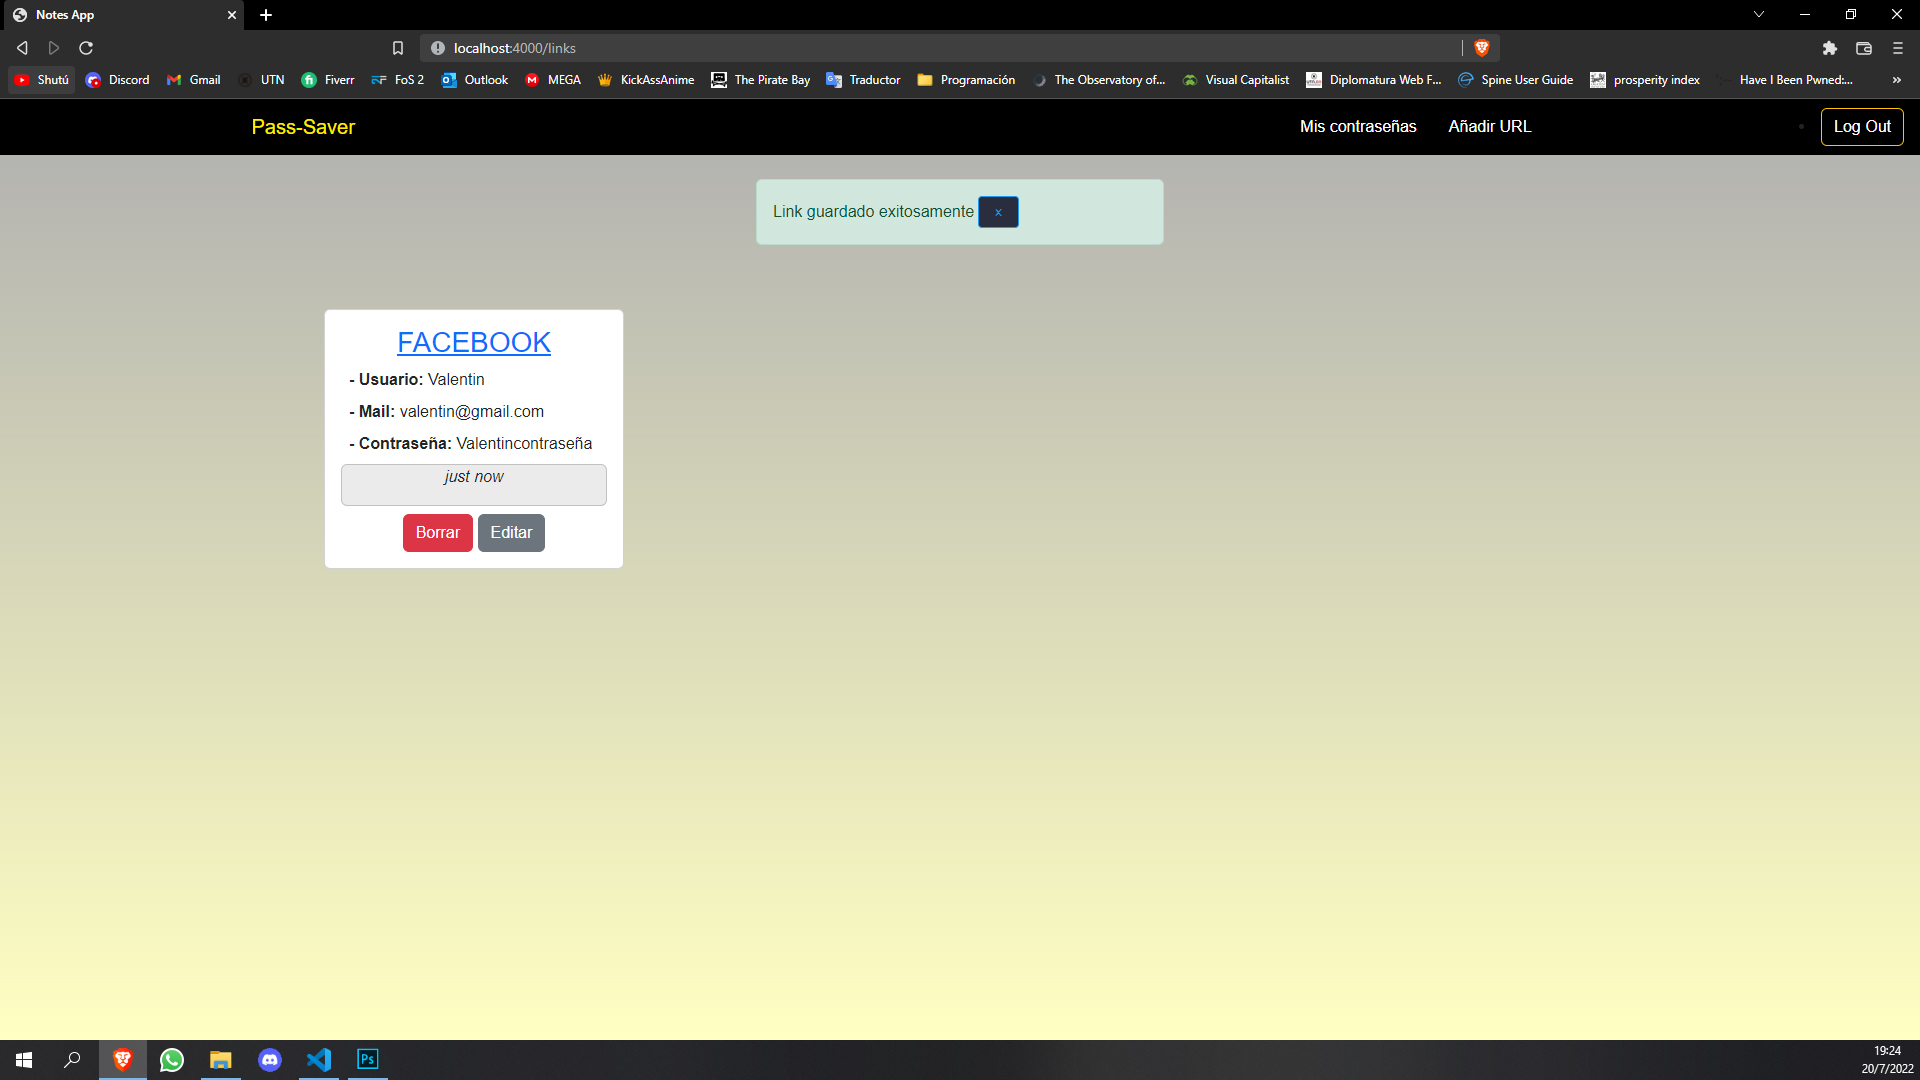 Notes App
localhost:4000/links
Shutú Discord Gmail UTN Fiverr FoS 2 Outlook MEGA KickAssAnime The Pirate Bay Traductor Programación The Observatory of... Visual Capitalist Diplomatura Web F... Spine User Guide prosperity index Have I Been Pwned:... »
Pass-Saver Mis contraseñas Añadir URL Log Out
Link guardado exitosamente x
FACEBOOK
- Usuario: Valentin
- Mail: valentin@gmail.com
- Contraseña: Valentincontraseña
just now
Borrar Editar
Ps
19:24
20/7/2022